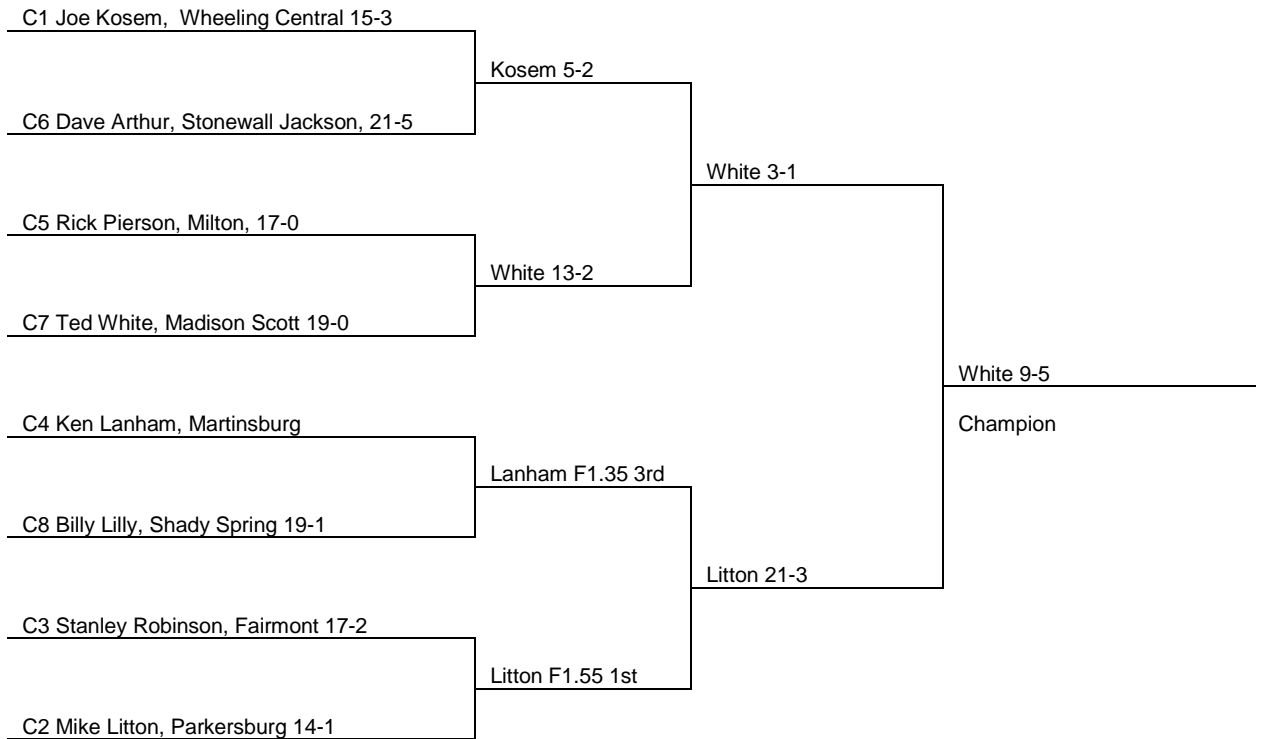 C1 Joe Kosem,  Wheeling Central 15-3
Kosem 5-2
C6 Dave Arthur, Stonewall Jackson, 21-5
White 3-1
C5 Rick Pierson, Milton, 17-0
White 13-2
C7 Ted White, Madison Scott 19-0
White 9-5
C4 Ken Lanham, Martinsburg
Champion
Lanham F1.35 3rd
C8 Billy Lilly, Shady Spring 19-1
Litton 21-3
C3 Stanley Robinson, Fairmont 17-2
Litton F1.55 1st
C2 Mike Litton, Parkersburg 14-1